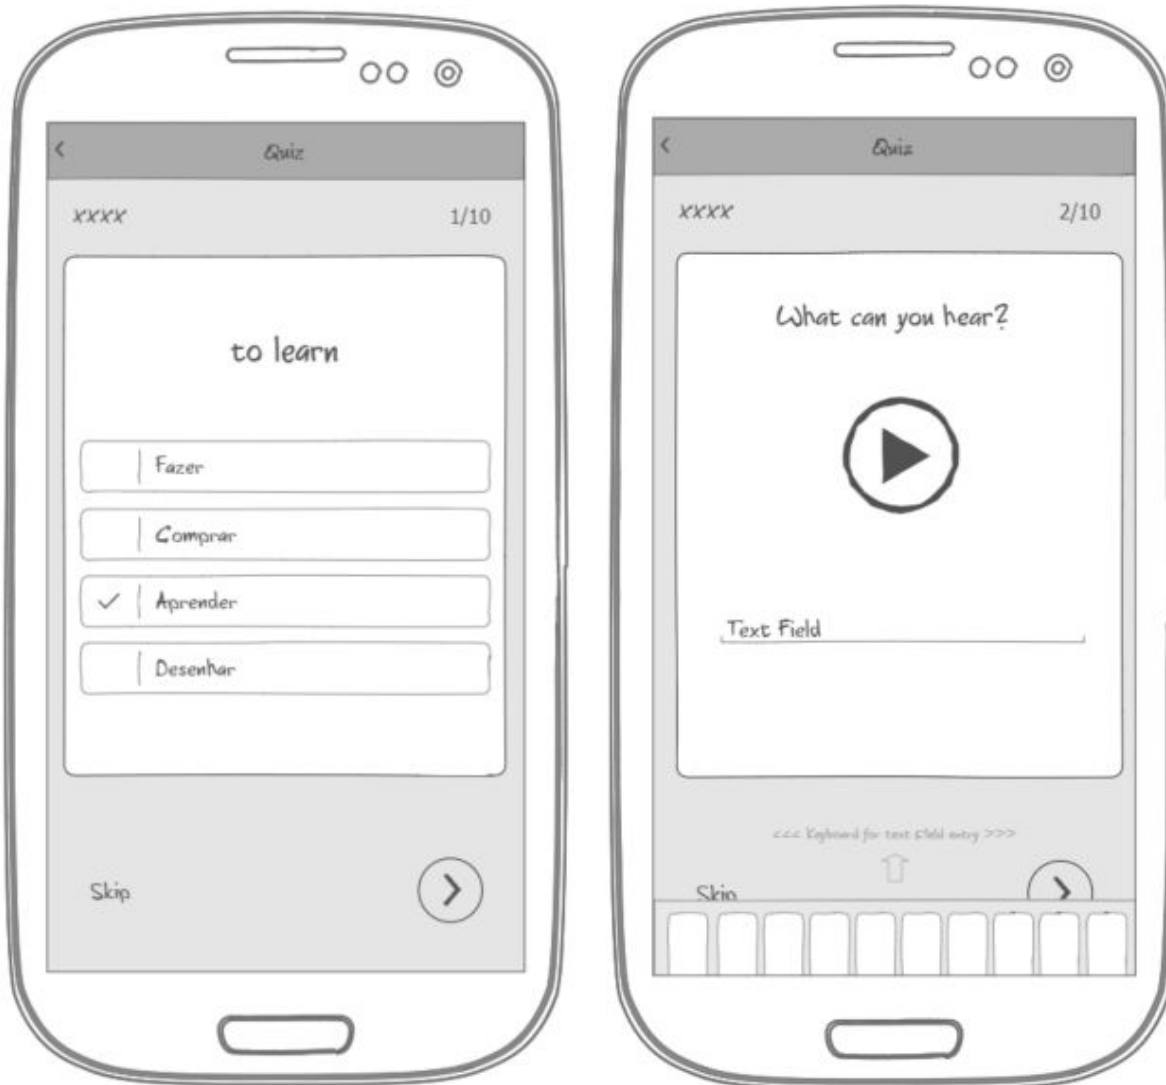 Quiz
xxxx 1/10
to learn
Fazer
Comprar
Aprender
Desenhar
Skip
Quiz
xxxx 2/10
What can you hear?
Text Field
<<< Keyboard for text field entry >>>
Skip